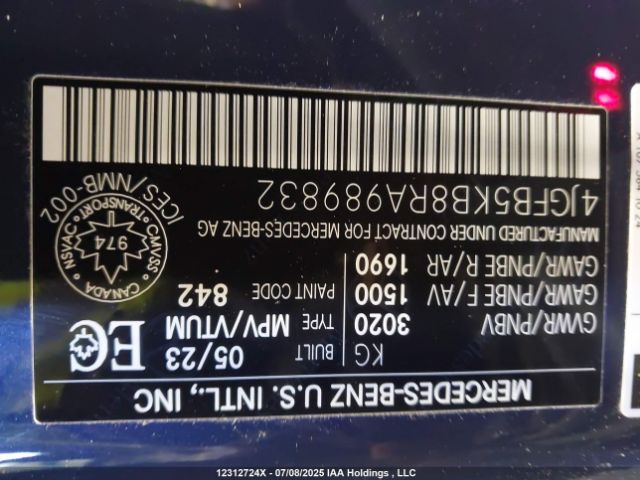 MERCEDES-BENZ U.S. INTL., INC
KG BUILT 05/23 EC
GVWR/PNBV 3020 TYPE MPV/VTUM
GAWR/PNBE F/AV 1500 PAINT CODE 842
GAWR/PNBE R/AR 1690
MANUFACTURED UNDER CONTRACT FOR MERCEDES-BENZ AG
4JGFB5KB8RA989832
ICES/NMB-002
TRANSPORT
NSVAC 974 CMVSS
CANADA
12312724X - 07/08/2025 IAA Holdings , LLC